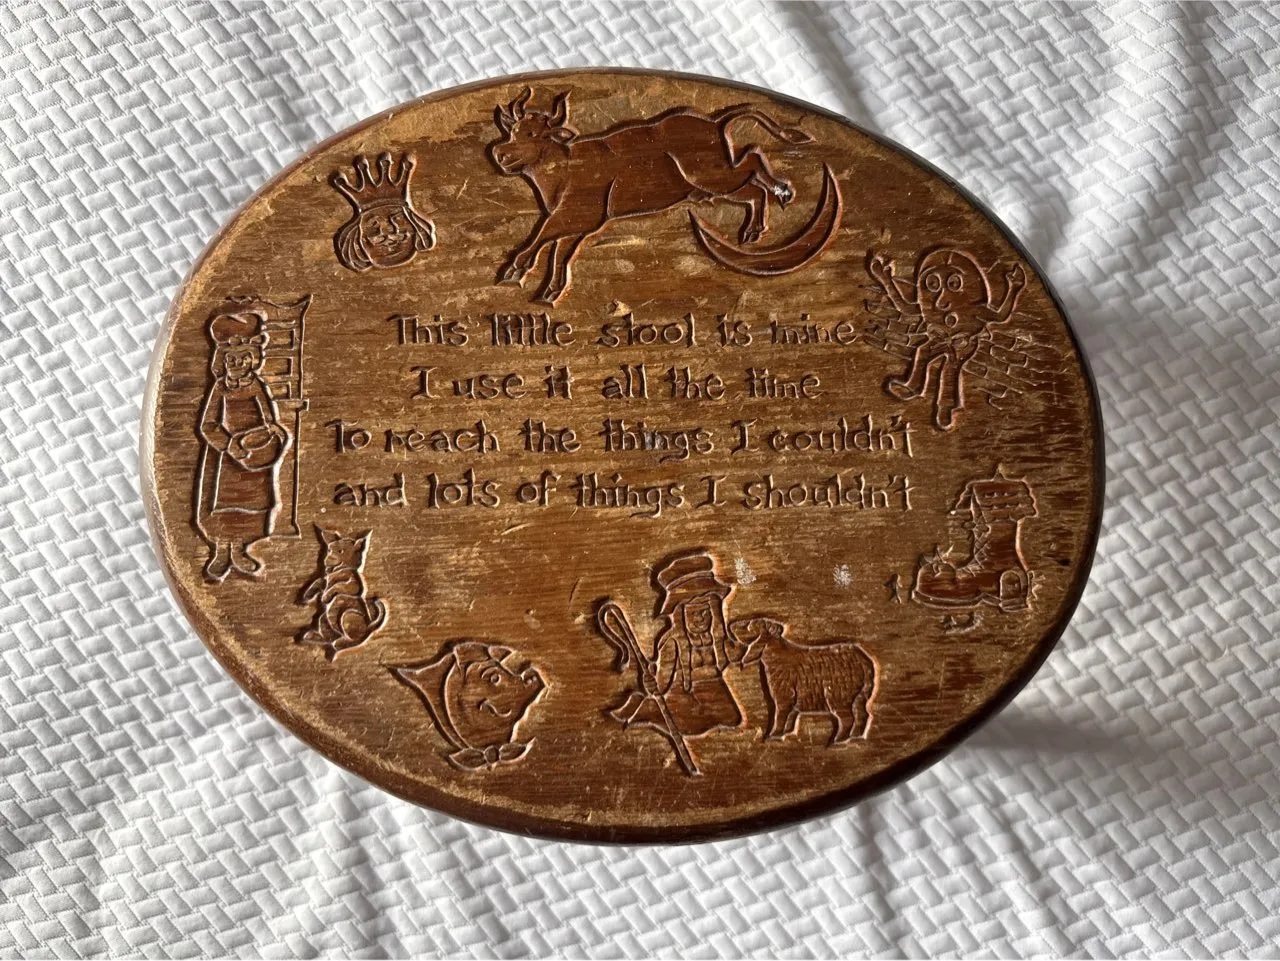 This little stool is mine
I use it all the time
To reach the things I couldn't
and lots of things I shouldn't